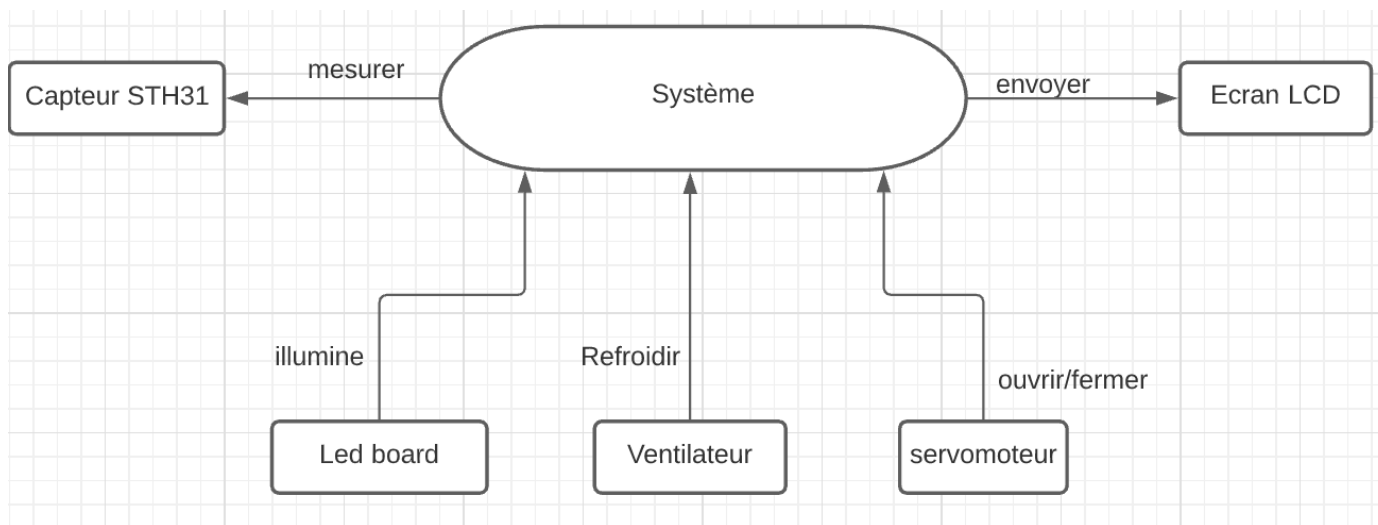 mesurer
Capteur STH31
Système
envoyer
Ecran LCD
illumine
Refroidir
ouvrir/fermer
Led board
Ventilateur
servomoteur